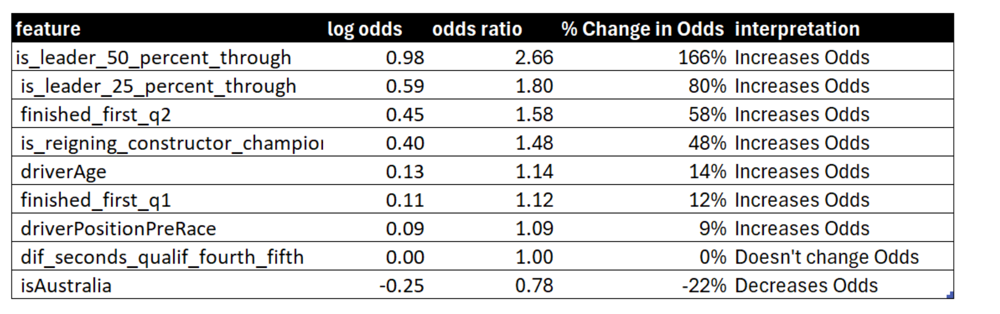 feature log odds odds ratio % Change in Odds interpretation
is_leader_50_percent_through 0.98 2.66 166% Increases Odds
is_leader_25_percent_through 0.59 1.80 80% Increases Odds
finished_first_q2 0.45 1.58 58% Increases Odds
is_reigning_constructor_champio 0.40 1.48 48% Increases Odds
driverAge 0.13 1.14 14% Increases Odds
finished_first_q1 0.11 1.12 12% Increases Odds
driverPositionPreRace 0.09 1.09 9% Increases Odds
dif_seconds_qualif_fourth_fifth 0.00 1.00 0% Doesn't change Odds
isAustralia -0.25 0.78 -22% Decreases Odds